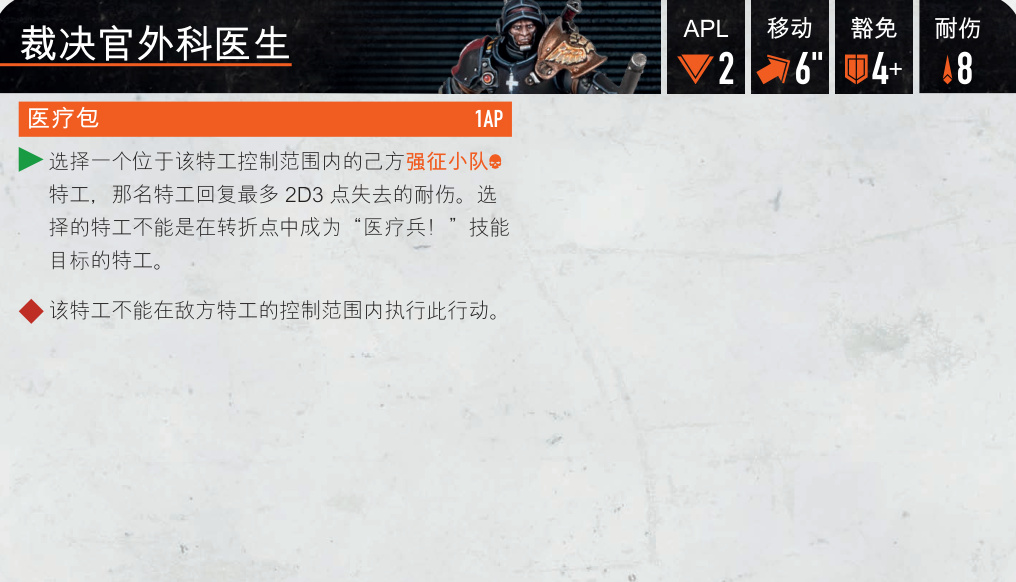 裁决官外科医生
APL
2
移动
6"
豁免
4+
耐伤
8
医疗包 1AP
选择一个位于该特工控制范围内的己方强征小队
特工，那名特工回复最多 2D3 点失去的耐伤。选
择的特工不能是在转折点中成为“医疗兵！”技能
目标的特工。
该特工不能在敌方特工的控制范围内执行此行动。